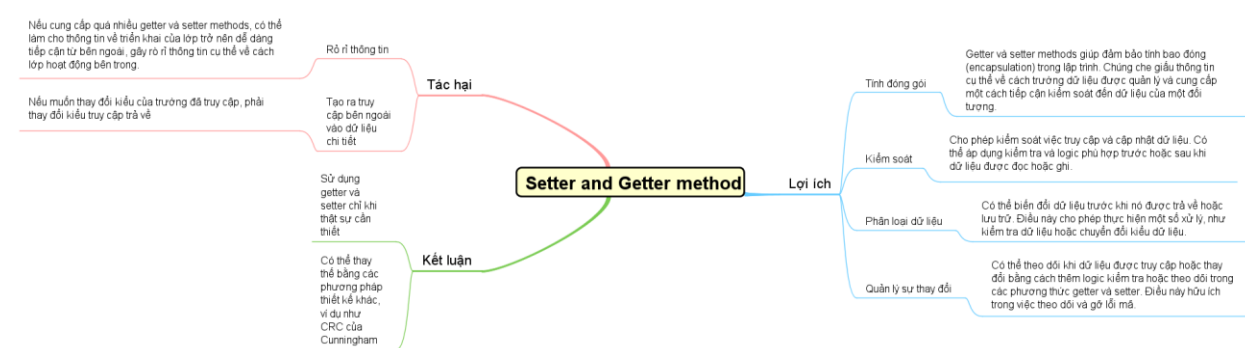 Setter and Getter method
Tác hại
Rò rỉ thông tin
Nếu cung cấp quá nhiều getter và setter methods, có thể
làm cho thông tin về triển khai của lớp trở nên dễ dàng
tiếp cận từ bên ngoài, gây rò rỉ thông tin cụ thể về cách
lớp hoạt động bên trong.
Tạo ra truy
cập bên ngoài
vào dữ liệu
chi tiết
Nếu muốn thay đổi kiểu của trường đã truy cập, phải
thay đổi kiểu truy cập trả về
Kết luận
Sử dụng
getter và
setter chỉ khi
thật sự cần
thiết
Có thể thay
thế bằng các
phương pháp
thiết kế khác,
ví dụ như
CRC của
Cunningham
Lợi ích
Tính đóng gói
Getter và setter methods giúp đảm bảo tính bao đóng
(encapsulation) trong lập trình. Chúng che giấu thông tin
cụ thể về cách trường dữ liệu được quản lý và cung cấp
một cách tiếp cận kiểm soát đến dữ liệu của một đối
tượng.
Kiểm soát
Cho phép kiểm soát việc truy cập và cập nhật dữ liệu. Có
thể áp dụng kiểm tra và logic phù hợp trước hoặc sau khi
dữ liệu được đọc hoặc ghi.
Phân loại dữ liệu
Có thể biến đổi dữ liệu trước khi nó được trả về hoặc
lưu trữ. Điều này cho phép thực hiện một số xử lý, như
kiểm tra dữ liệu hoặc chuyển đổi kiểu dữ liệu.
Quản lý sự thay đổi
Có thể theo dõi khi dữ liệu được truy cập hoặc thay
đổi bằng cách thêm logic kiểm tra hoặc theo dõi trong
các phương thức getter và setter. Điều này hữu ích
trong việc theo dõi và gỡ lỗi mã.